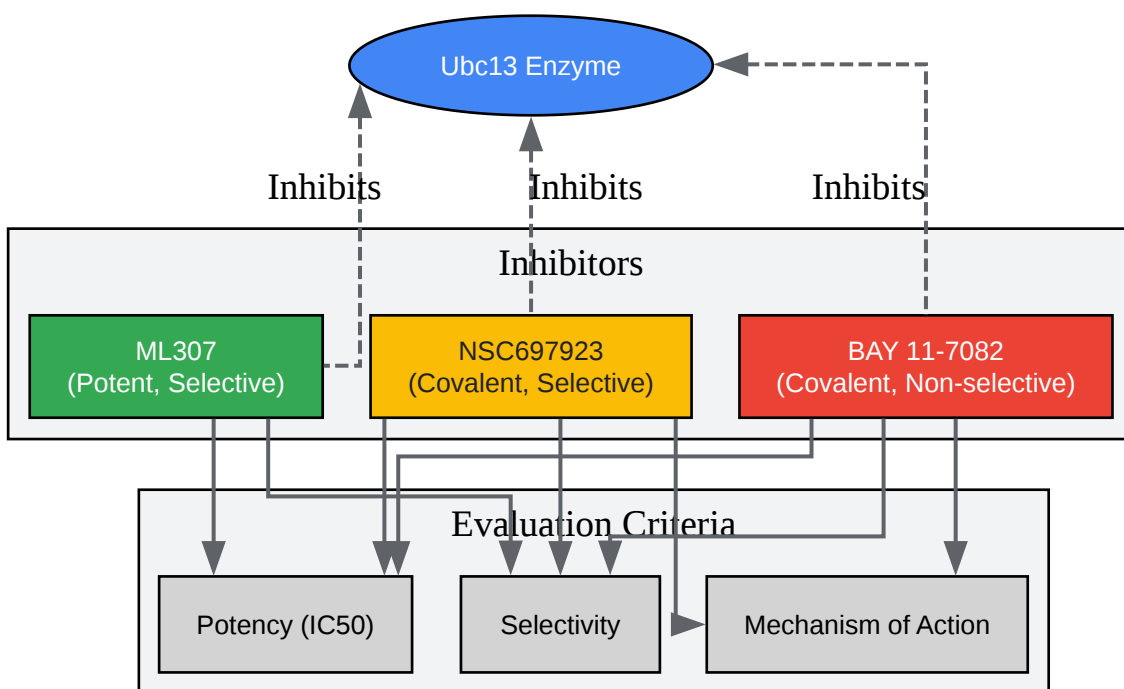 Ubc13 Enzyme
Inhibits
Inhibits
Inhibits
Inhibitors
ML307
(Potent, Selective)
NSC697923
(Covalent, Selective)
BAY 11-7082
(Covalent, Non-selective)
Evaluation Criteria
Potency (IC50)
Selectivity
Mechanism of Action